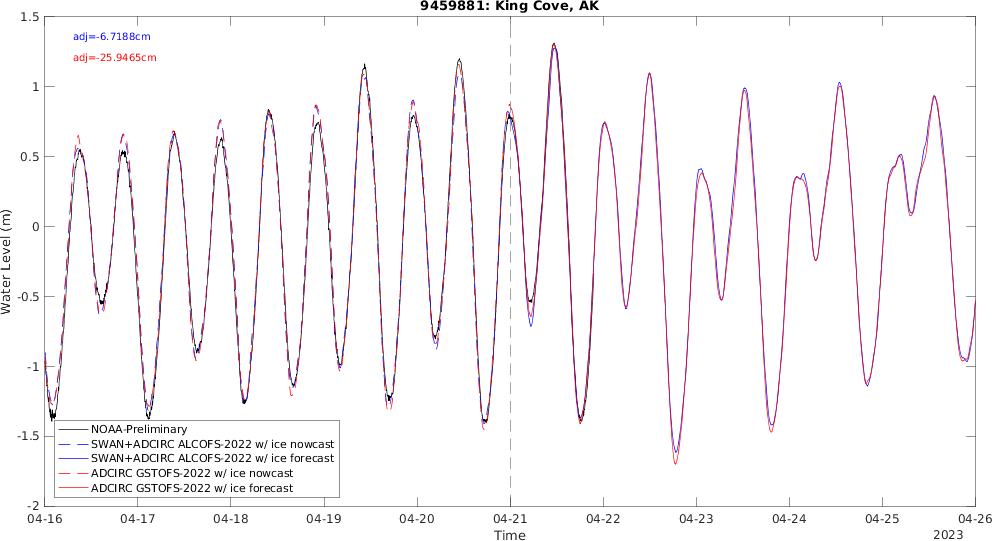 9459881: King Cove, AK
adj=-6.7188cm
adj=-25.9465cm
1.5
1
0.5
0
-0.5
-1
-1.5
-2
Water Level (m)
NOAA-Preliminary
SWAN+ADCIRC ALCOFS-2022 w/ ice nowcast
SWAN+ADCIRC ALCOFS-2022 w/ ice forecast
ADCIRC GSTOFS-2022 w/ ice nowcast
ADCIRC GSTOFS-2022 w/ ice forecast
04-16 04-17 04-18 04-19 04-20 04-21 04-22 04-23 04-24 04-25 04-26
Time
2023